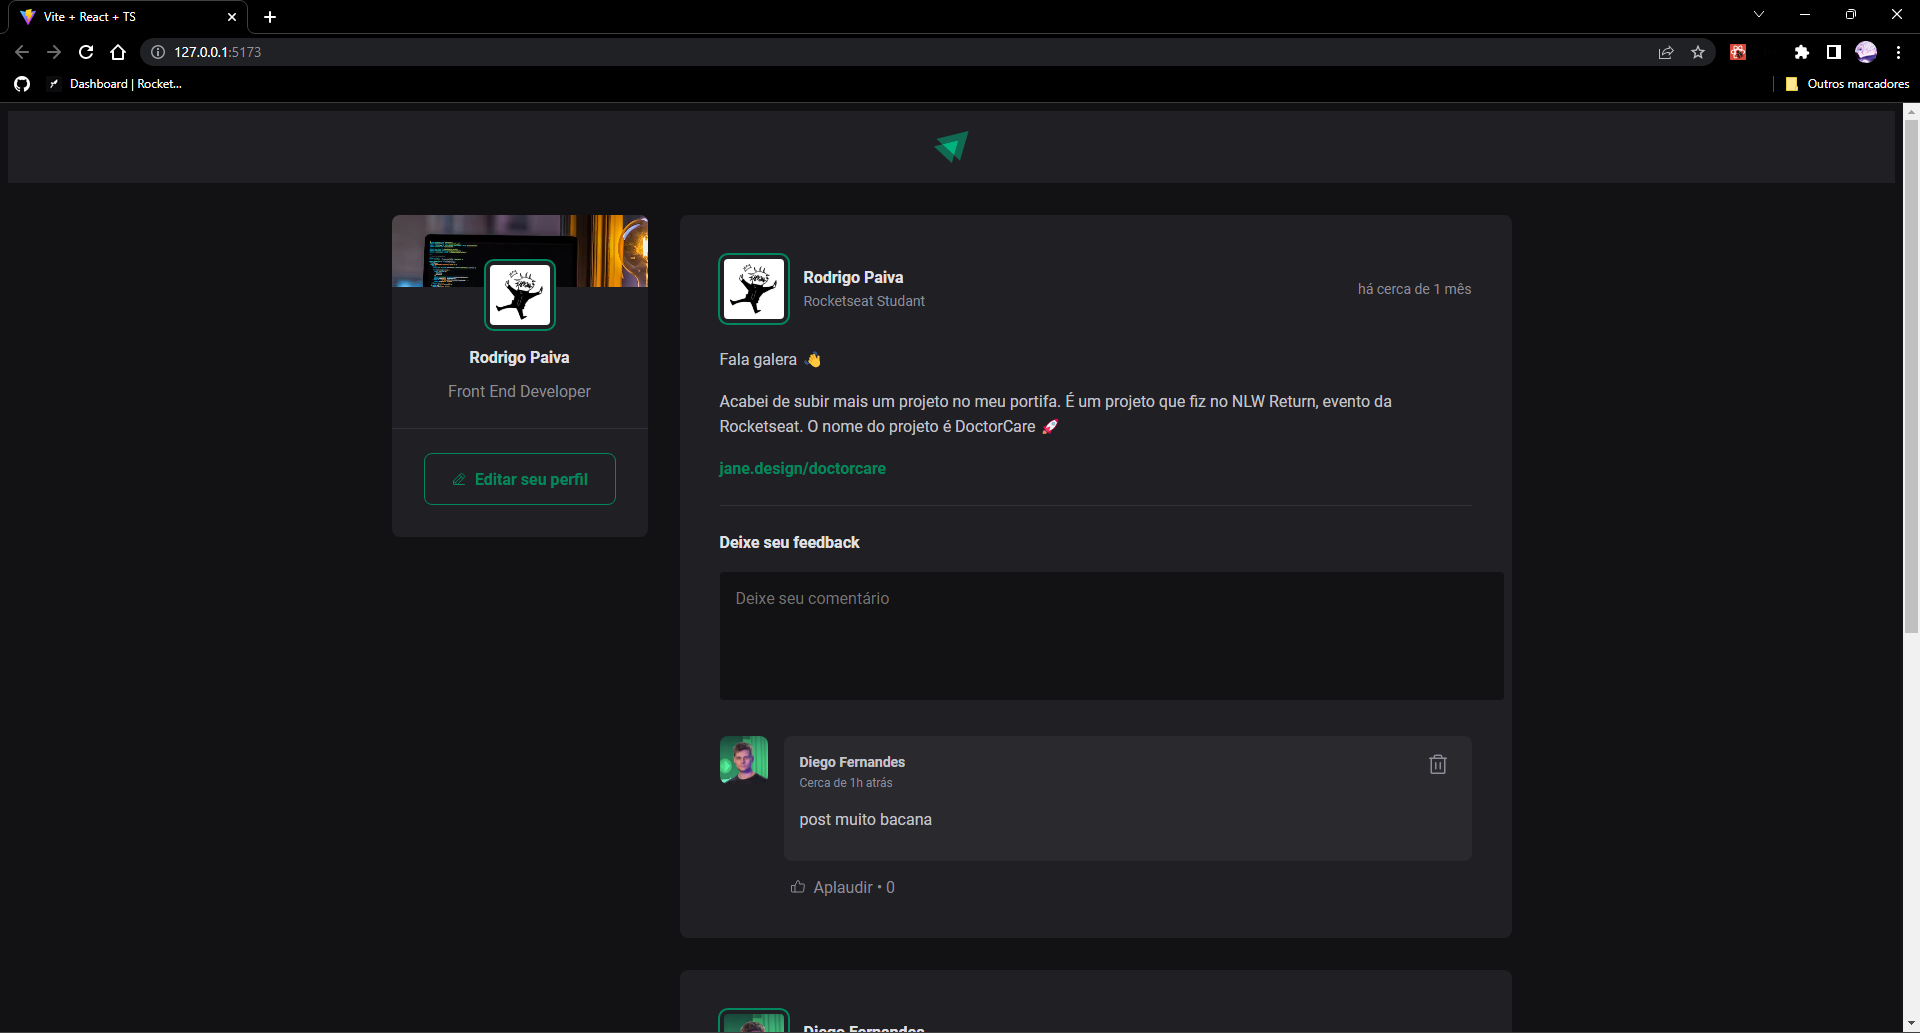 Vite + React + TS
127.0.0.1:5173
Dashboard | Rocket...
Outros marcadores
Rodrigo Paiva
Front End Developer
Editar seu perfil
Rodrigo Paiva
Rocketseat Studant
há cerca de 1 mês
Fala galera 👋
Acabei de subir mais um projeto no meu portifa. É um projeto que fiz no NLW Return, evento da
Rocketseat. O nome do projeto é DoctorCare 🚀
jane.design/doctorcare
Deixe seu feedback
Deixe seu comentário
Diego Fernandes
Cerca de 1h atrás
post muito bacana
Aplaudir • 0
Diego Fernandes